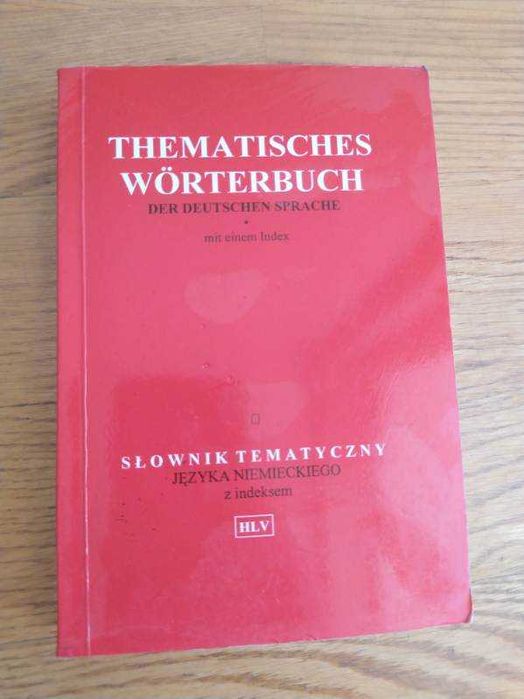 THEMATISCHES
WÖRTERBUCH
DER DEUTSCHEN SPRACHE
•
mit einem Index
SŁOWNIK TEMATYCZNY
JĘZYKA NIEMIECKIEGO
z indeksem
HLV